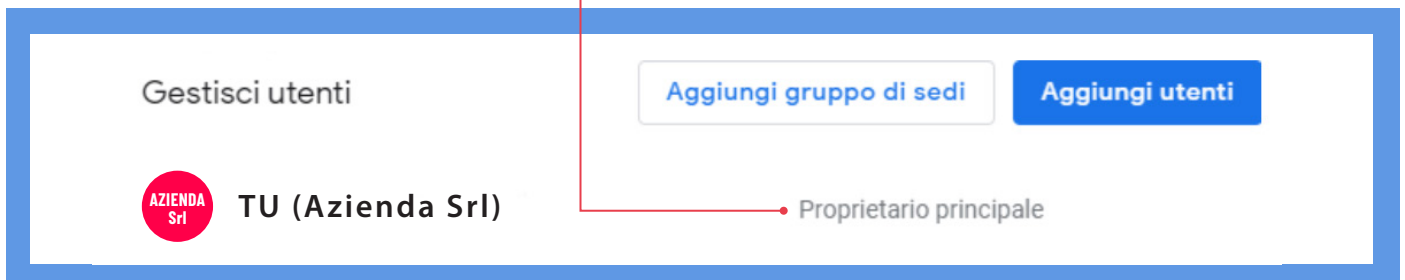 Gestisci utenti
Aggiungi gruppo di sedi
Aggiungi utenti
AZIENDA
Srl
TU (Azienda Srl)
Proprietario principale